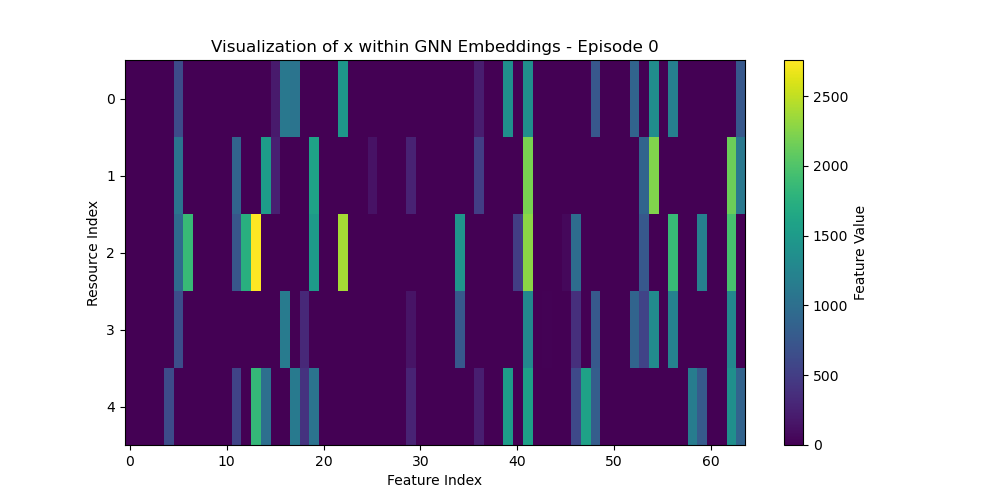 Visualization of x within GNN Embeddings - Episode 0
Resource Index
0
1
2
3
4
0 10 20 30 40 50 60
Feature Index
2500
2000
1500
1000
500
0
Feature Value